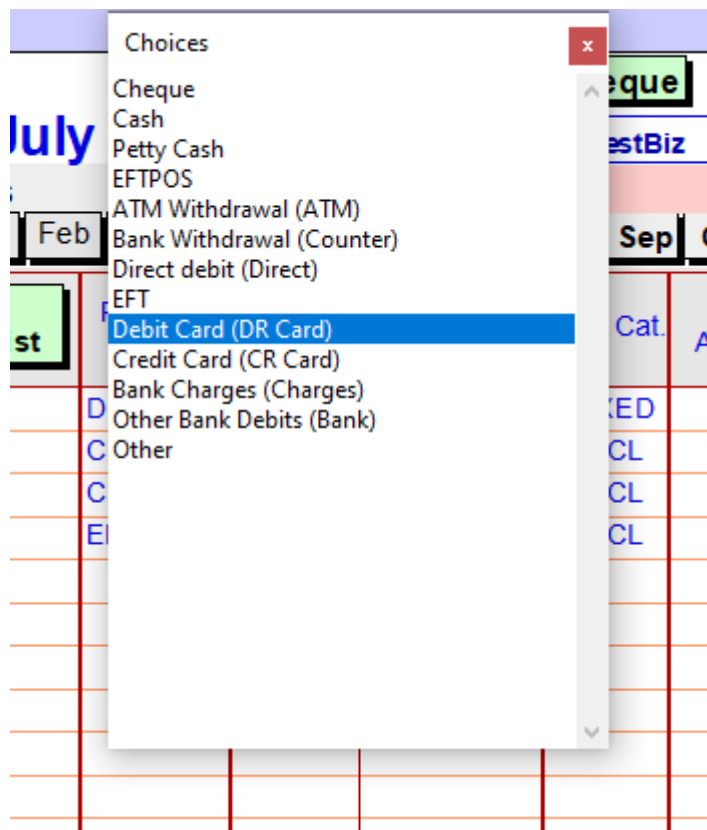 Choices
x
Cheque
Cash
Petty Cash
EFTPOS
ATM Withdrawal (ATM)
Bank Withdrawal (Counter)
Direct debit (Direct)
EFT
Debit Card (DR Card)
Credit Card (CR Card)
Bank Charges (Charges)
Other Bank Debits (Bank)
Other
eque
July
estBiz
Feb
Sep
st
Cat.
A
D
XED
C
CL
C
CL
CL